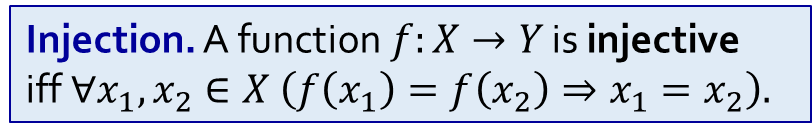 Injection. A function f: X → Y is injective
iff ∀x₁, x₂ ∈ X (f(x₁) = f(x₂) ⇒ x₁ = x₂).